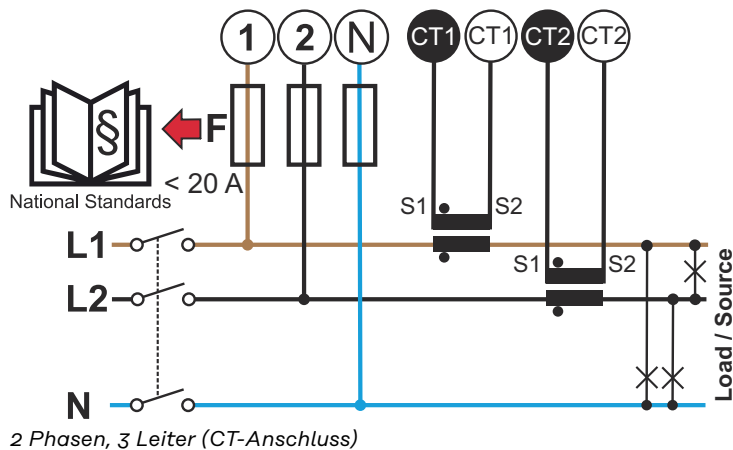 1 2 N CT1 CT1 CT2 CT2
§
F
National Standards
< 20 A
S1 S2
L1
S1 S2
L2
Load / Source
N
2 Phasen, 3 Leiter (CT-Anschluss)